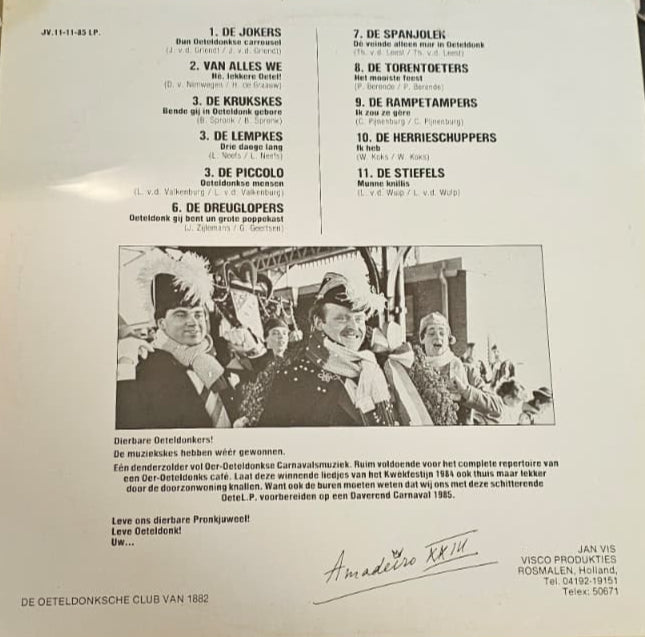 JV.11-11-85 LP.
1. DE JOKERS
Dun Oeteldonkse carrousel
(J. v.d. Griendt / J. v.d. Griendt)
2. VAN ALLES WE
Hé, lekkere Oetel!
(D. v. Nimwegen / H. de Graauw)
3. DE KRUKSKES
Bende gij in Oeteldonk gebore
(B. Spronk / B. Spronk)
3. DE LEMPKES
Drie daoge lang
(L. Neefs / L. Neefs)
3. DE PICCOLO
Oeteldonkse mensen
(L. v.d. Valkenburg / L. v.d. Valkenburg)
6. DE DREUGLOPERS
Oeteldonk gij bent un grote poppekast
(J. Zijlemans / G. Geertsen)
7. DE SPANJOLEN
Dè veinde alleen mar in Oeteldonk
(Th. v.d. Leest / Th. v.d. Leest)
8. DE TORENTOETERS
Het mooiste feest
(P. Berende / P. Berende)
9. DE RAMPETAMPERS
Ik zou ze gère
(C. Pijnenburg / C. Pijnenburg)
10. DE HERRIESCHUPPERS
Ik heb
(W. Koks / W. Koks)
11. DE STIEFELS
Munne knillis
(L. v.d. Wulp / L. v.d. Wulp)
Dierbare Oeteldonkers!
De muziekskes hebben wéér gewonnen.
Eén denderzolder vol Oer-Oeteldonkse Carnavalsmuziek. Ruim voldoende voor het complete repertoire van
een Oer-Oeteldonks café. Laat deze winnende liedjes van het Kwekfestijn 1984 ook thuis maar lekker
door de doorzonwoning knallen. Want ook de buren moeten weten dat wij ons met deze schitterende
OeteL.P. voorbereiden op een Daverend Carnaval 1985.
Leve ons dierbare Pronkjuweel!
Leve Oeteldonk!
Uw...
Amadeiro XXIII
JAN VIS
VISCO PRODUKTIES
ROSMALEN, Holland,
Tel. 04192-19151
Telex: 50671
DE OETELDONKSCHE CLUB VAN 1882